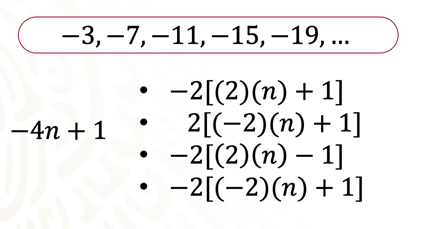 −3, −7, −11, −15, −19, ...
• −2[(2)(n) + 1]
−4n + 1
• 2[(−2)(n) + 1]
• −2[(2)(n) − 1]
• −2[(−2)(n) + 1]